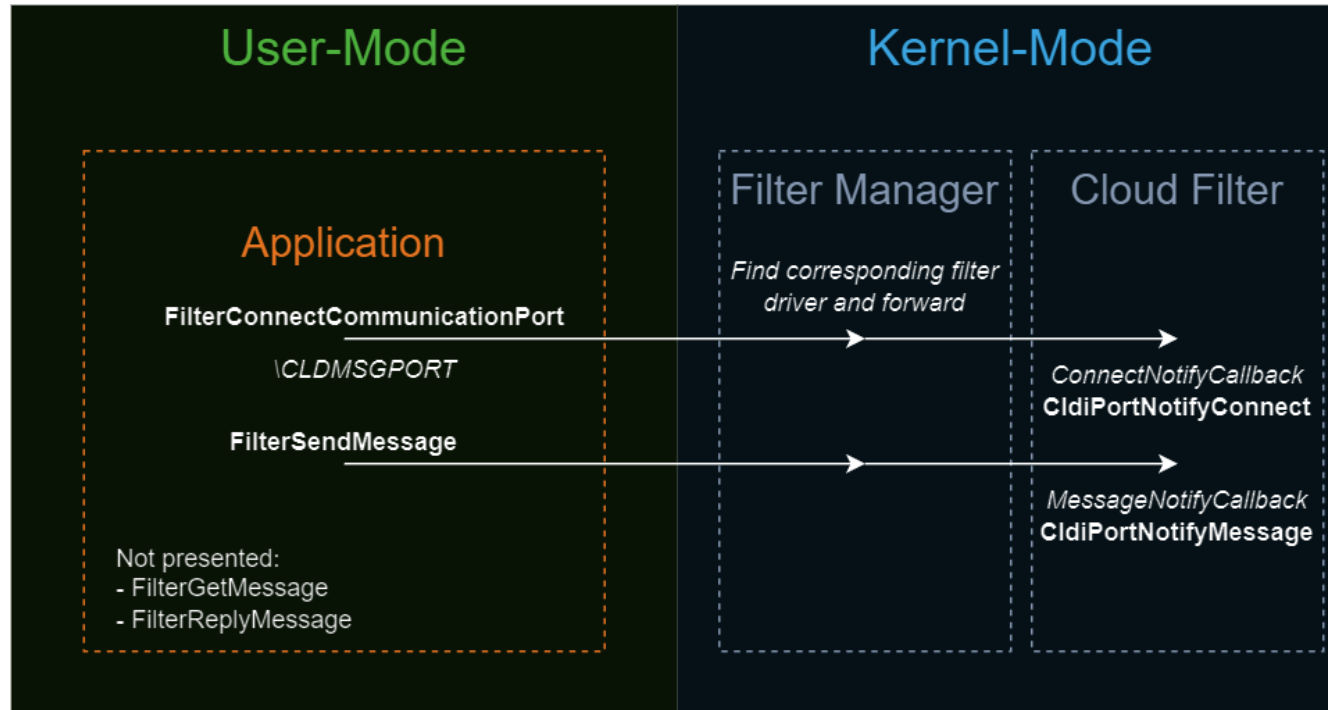 User-Mode
Kernel-Mode
Application
FilterConnectCommunicationPort
\CLDMSGPORT
FilterSendMessage
Not presented:
- FilterGetMessage
- FilterReplyMessage
Filter Manager
Find corresponding filter
driver and forward
Cloud Filter
ConnectNotifyCallback
CldiPortNotifyConnect
MessageNotifyCallback
CldiPortNotifyMessage